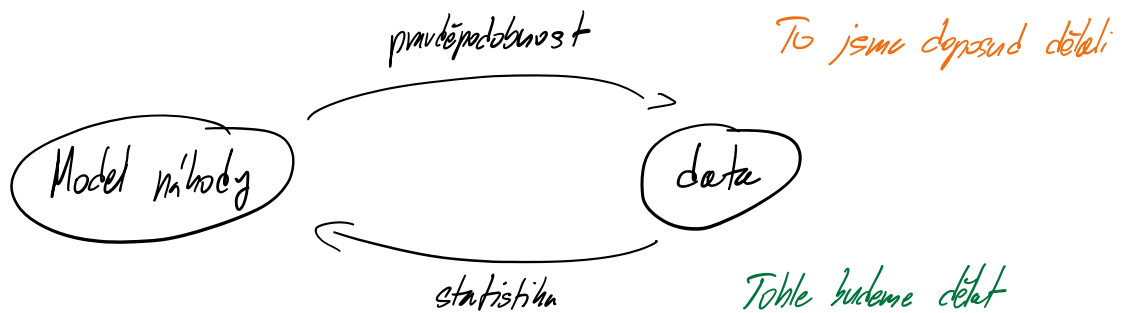 pravděpodobnost
To jsme doposud dělali
Model náhody
data
statistika
Tohle budeme dělat